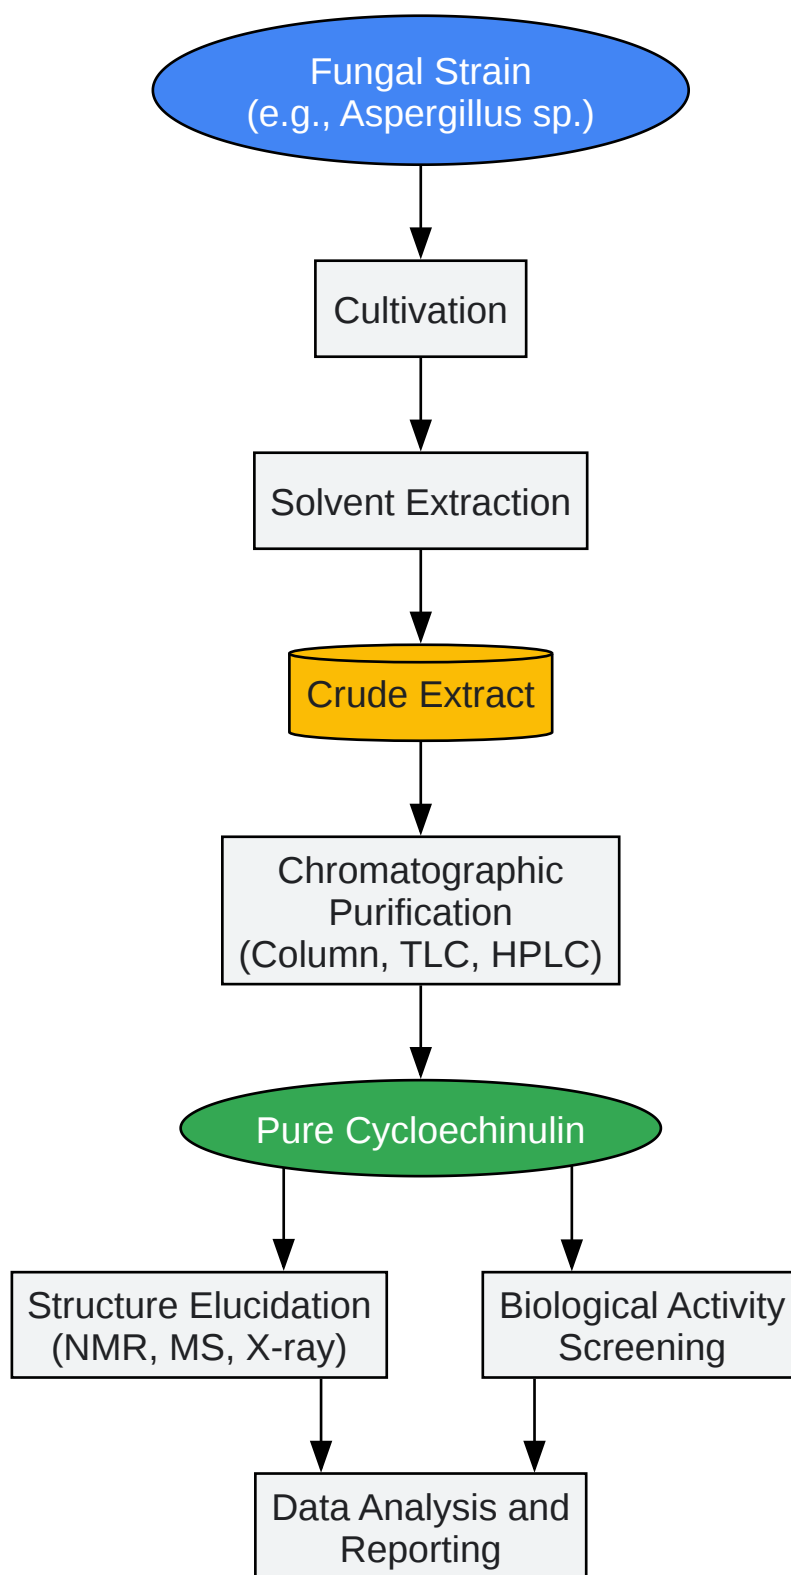 Fungal Strain
(e.g., Aspergillus sp.)
Cultivation
Solvent Extraction
Crude Extract
Chromatographic
Purification
(Column, TLC, HPLC)
Pure Cycloechinulin
Structure Elucidation
(NMR, MS, X-ray)
Biological Activity
Screening
Data Analysis and
Reporting